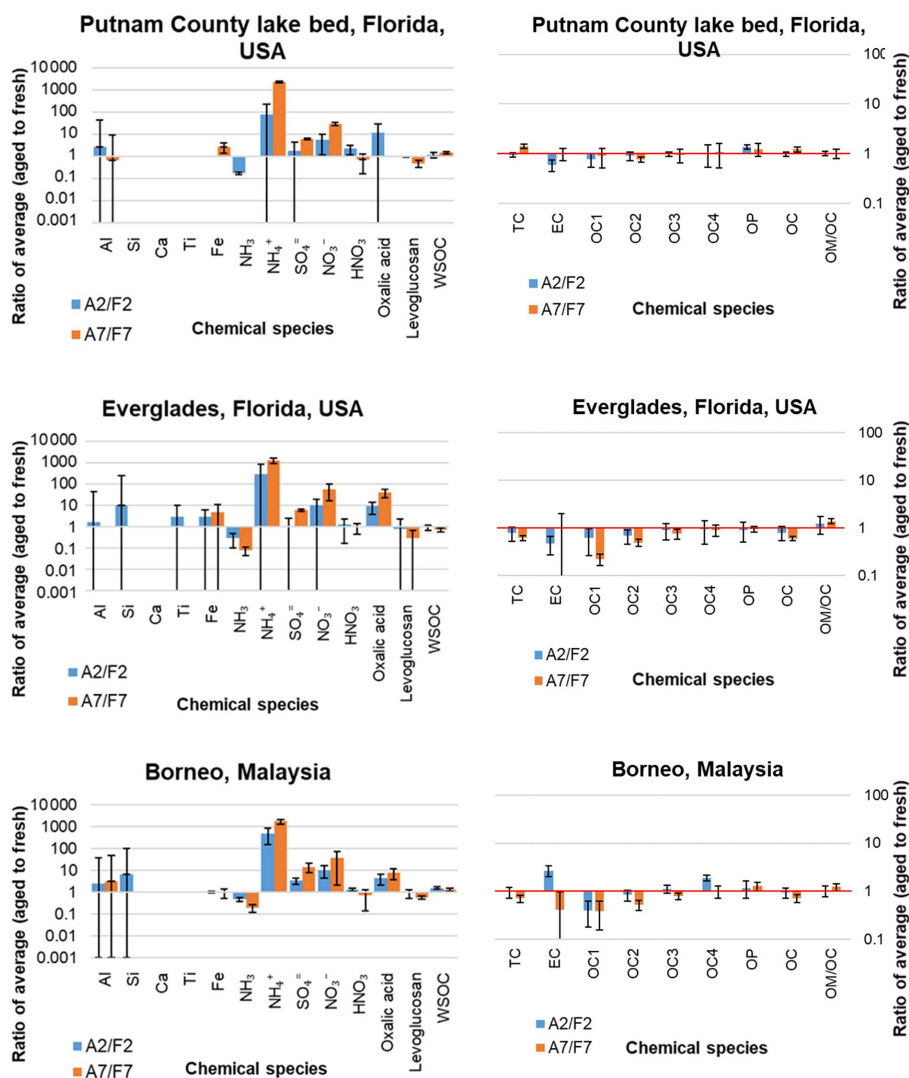 Putnam County lake bed, Florida,
USA
Ratio of average (aged to fresh)
10 000
1000
100
10
1
0.1
0.01
0.001
Al
Si
Ca
Ti
Fe
NH₃
NH₄⁺
SO₄⁼
NO₃⁻
HNO₃
Oxalic acid
Levoglucosan
WSOC
A2/F2
A7/F7
Chemical species
Putnam County lake bed, Florida,
USA
10
1
0.1
Ratio of average (aged to fresh)
TC
EC
OC1
OC2
OC3
OC4
OP
OC
OM/OC
A2/F2
A7/F7
Chemical species
Everglades, Florida, USA
Ratio of average (aged to fresh)
10 000
1000
100
10
1
0.1
0.01
0.001
Al
Si
Ca
Ti
Fe
NH₃
NH₄⁺
SO₄⁼
NO₃⁻
HNO₃
Oxalic acid
Levoglucosan
WSOC
A2/F2
A7/F7
Chemical species
Everglades, Florida, USA
100
10
1
0.1
Ratio of average (aged to fresh)
TC
EC
OC1
OC2
OC3
OC4
OP
OC
OM/OC
A2/F2
A7/F7
Chemical species
Borneo, Malaysia
Ratio of average (aged to fresh)
10 000
1000
100
10
1
0.1
0.01
0.001
Al
Si
Ca
Ti
Fe
NH₃
NH₄⁺
SO₄⁼
NO₃⁻
HNO₃
Oxalic acid
Levoglucosan
WSOC
A2/F2
A7/F7
Chemical species
Borneo, Malaysia
100
10
1
0.1
Ratio of average (aged to fresh)
TC
EC
OC1
OC2
OC3
OC4
OP
OC
OM/OC
A2/F2
A7/F7
Chemical species